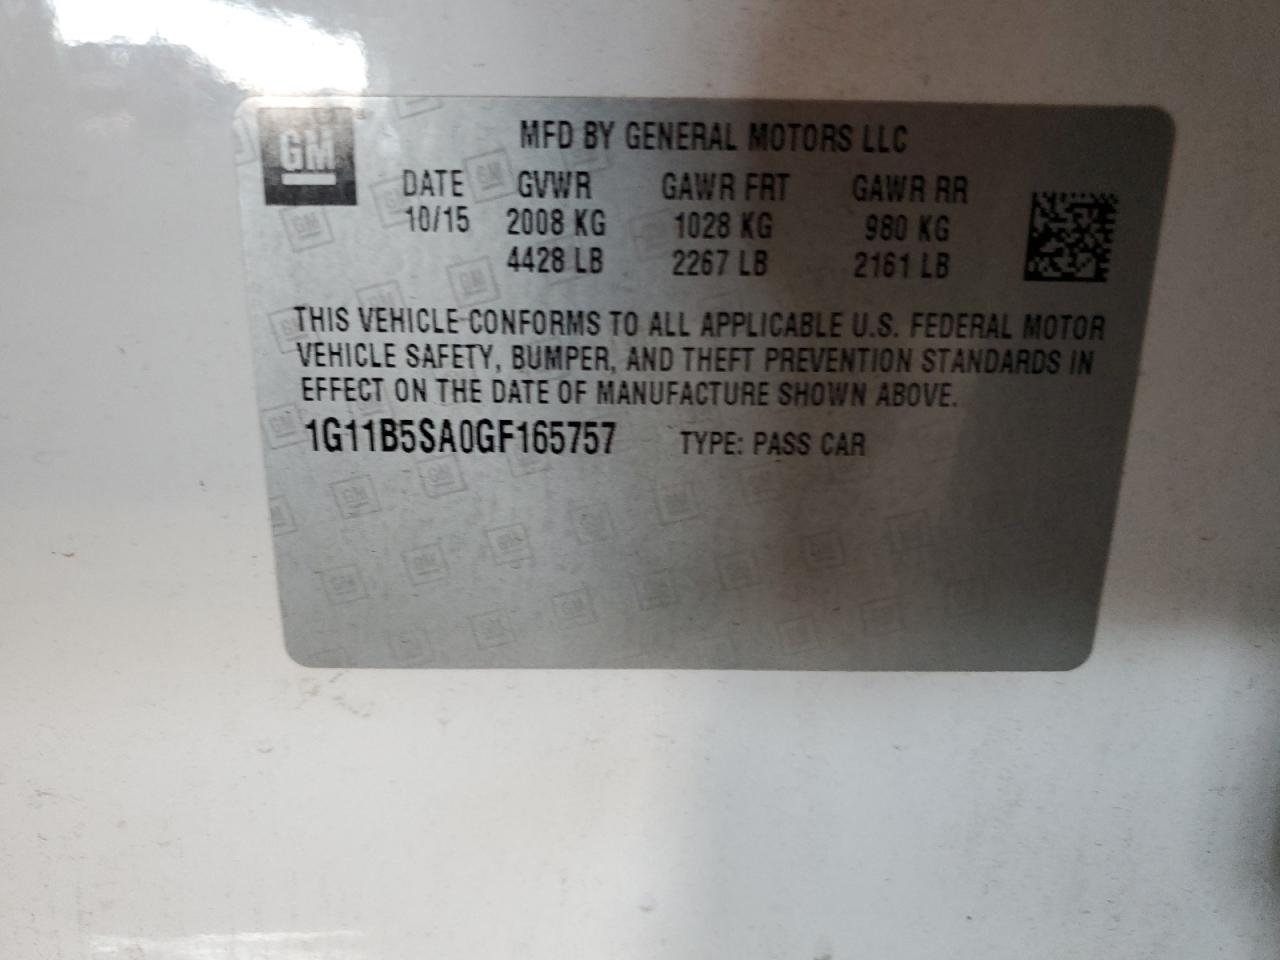 GM
MFD BY GENERAL MOTORS LLC
DATE GVWR GAWR FRT GAWR RR
10/15 2008 KG 1028 KG 980 KG
4428 LB 2267 LB 2161 LB
THIS VEHICLE CONFORMS TO ALL APPLICABLE U.S. FEDERAL MOTOR
VEHICLE SAFETY, BUMPER, AND THEFT PREVENTION STANDARDS IN
EFFECT ON THE DATE OF MANUFACTURE SHOWN ABOVE.
1G11B5SA0GF165757 TYPE: PASS CAR